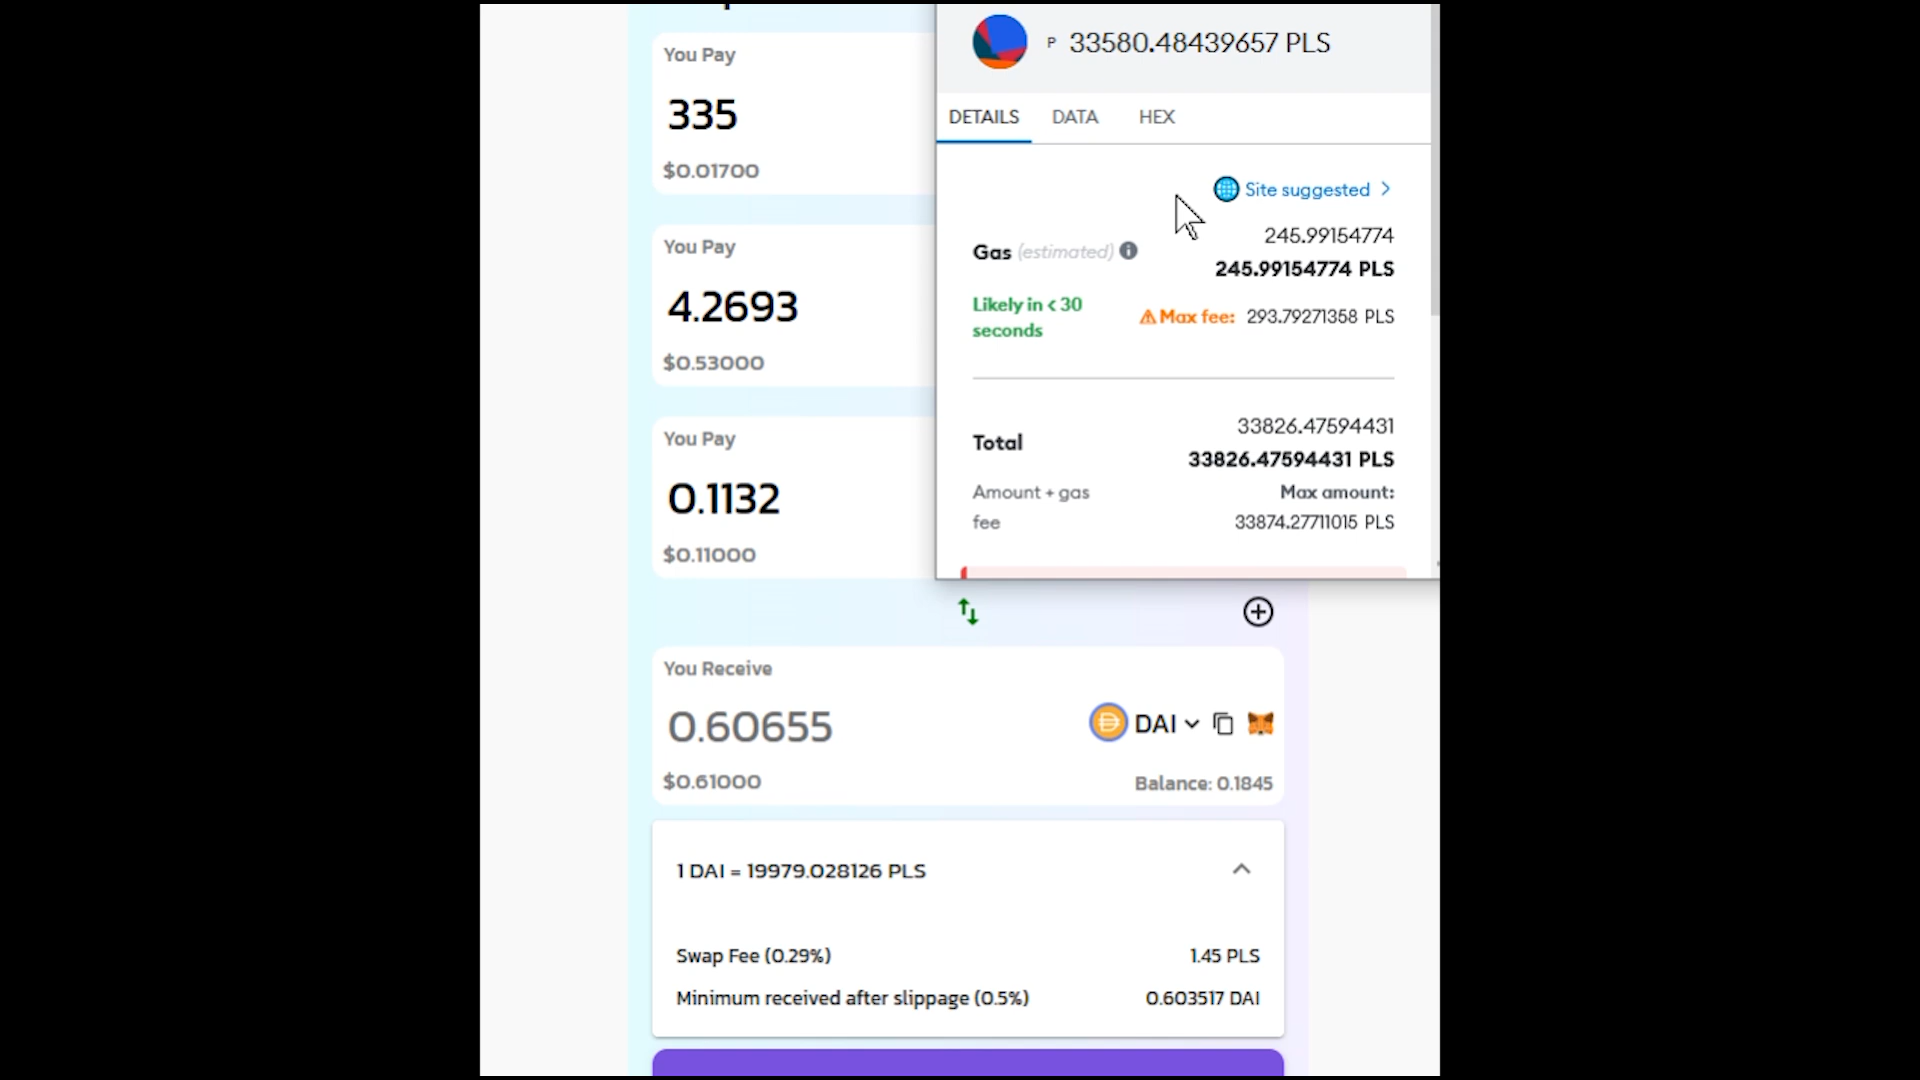 You Pay
335
$0.01700
You Pay
4.2693
$0.53000
You Pay
0.1132
$0.11000
P 33580.48439657 PLS
DETAILS DATA HEX
Site suggested
Gas (estimated) 245.99154774
245.99154774 PLS
Likely in < 30
seconds
Max fee: 293.79271358 PLS
Total 33826.47594431
33826.47594431 PLS
Amount + gas
fee
Max amount:
33874.27711015 PLS
You Receive
0.60655
DAI
$0.61000
Balance: 0.1845
1 DAI = 19979.028126 PLS
Swap Fee (0.29%) 1.45 PLS
Minimum received after slippage (0.5%) 0.603517 DAI